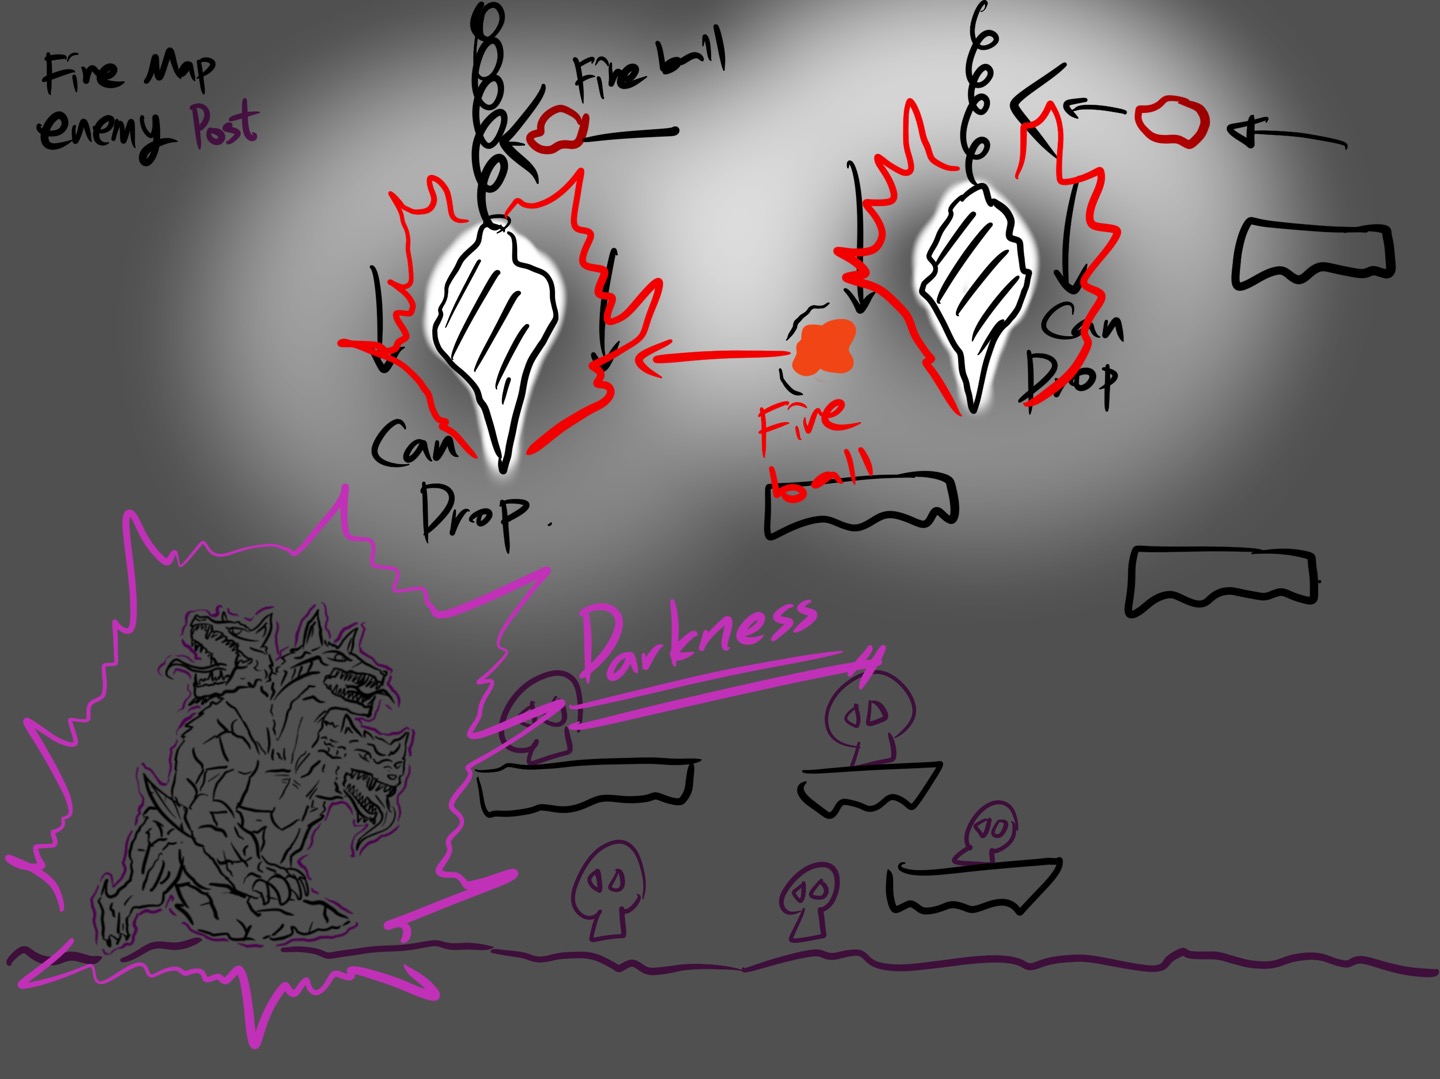 Fire Map
enemy Post
Fire ball
Can
Drop
Fire
ball
Can
Drop.
Darkness